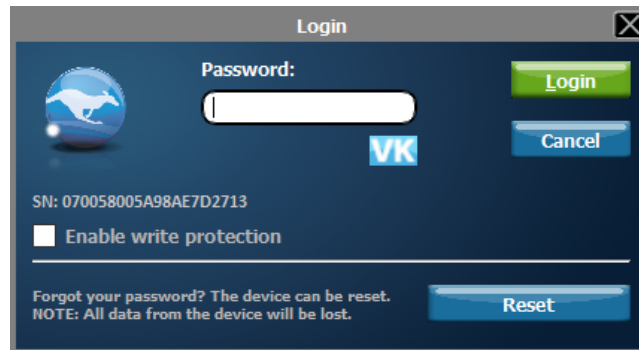 Login
Password:
Login
VK
Cancel
SN: 070058005A98AE7D2713
Enable write protection
Forgot your password? The device can be reset.
NOTE: All data from the device will be lost.
Reset